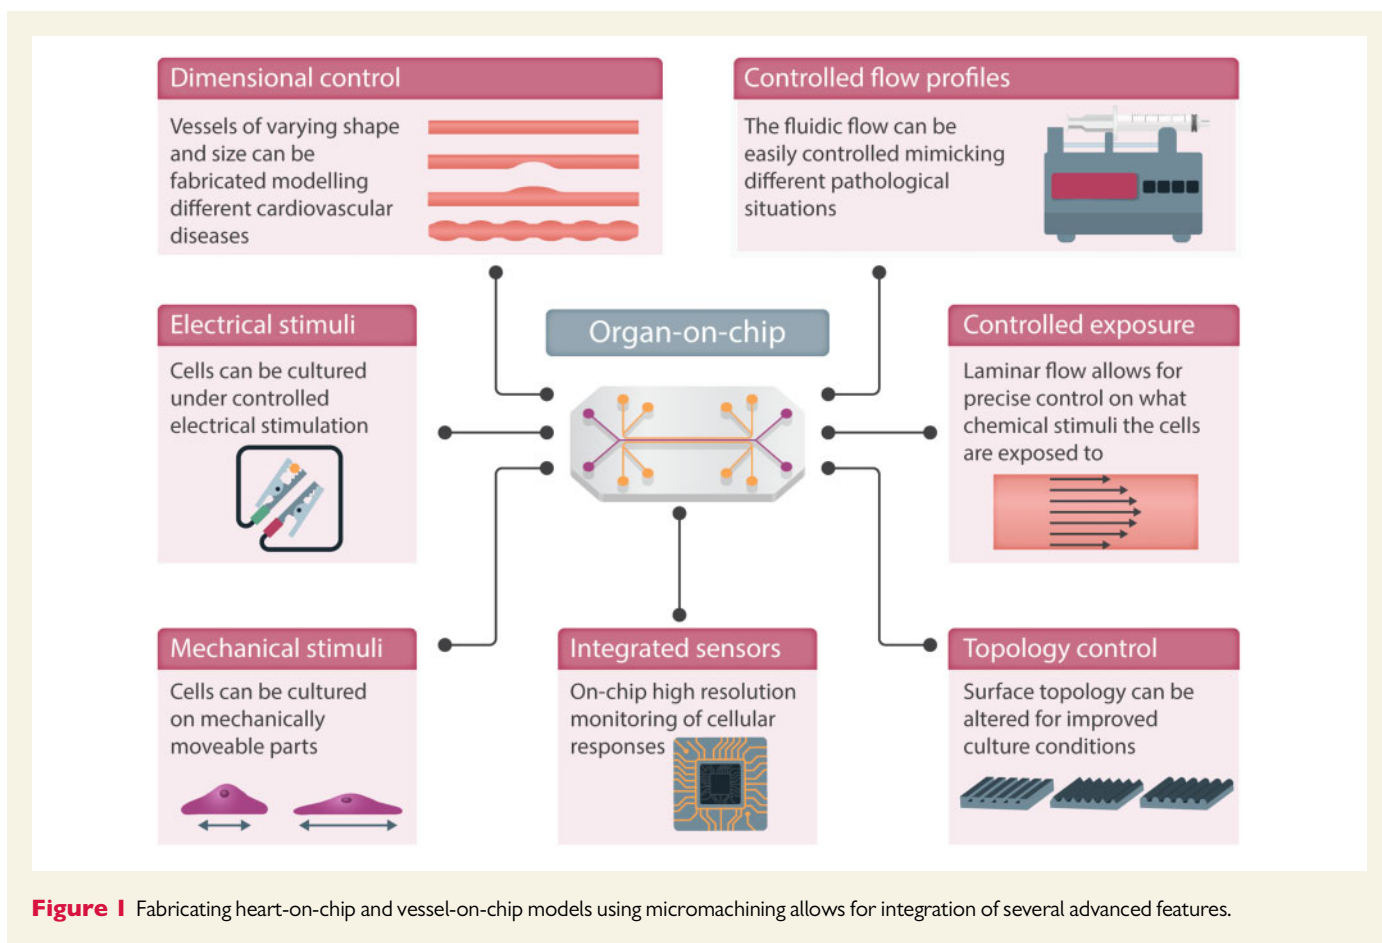 Dimensional control
Vessels of varying shape
and size can be
fabricated modelling
different cardiovascular
diseases
Controlled flow profiles
The fluidic flow can be
easily controlled mimicking
different pathological
situations
Electrical stimuli
Cells can be cultured
under controlled
electrical stimulation
Organ-on-chip
Controlled exposure
Laminar flow allows for
precise control on what
chemical stimuli the cells
are exposed to
Mechanical stimuli
Cells can be cultured
on mechanically
moveable parts
Integrated sensors
On-chip high resolution
monitoring of cellular
responses
Topology control
Surface topology can be
altered for improved
culture conditions
Figure 1 Fabricating heart-on-chip and vessel-on-chip models using micromachining allows for integration of several advanced features.